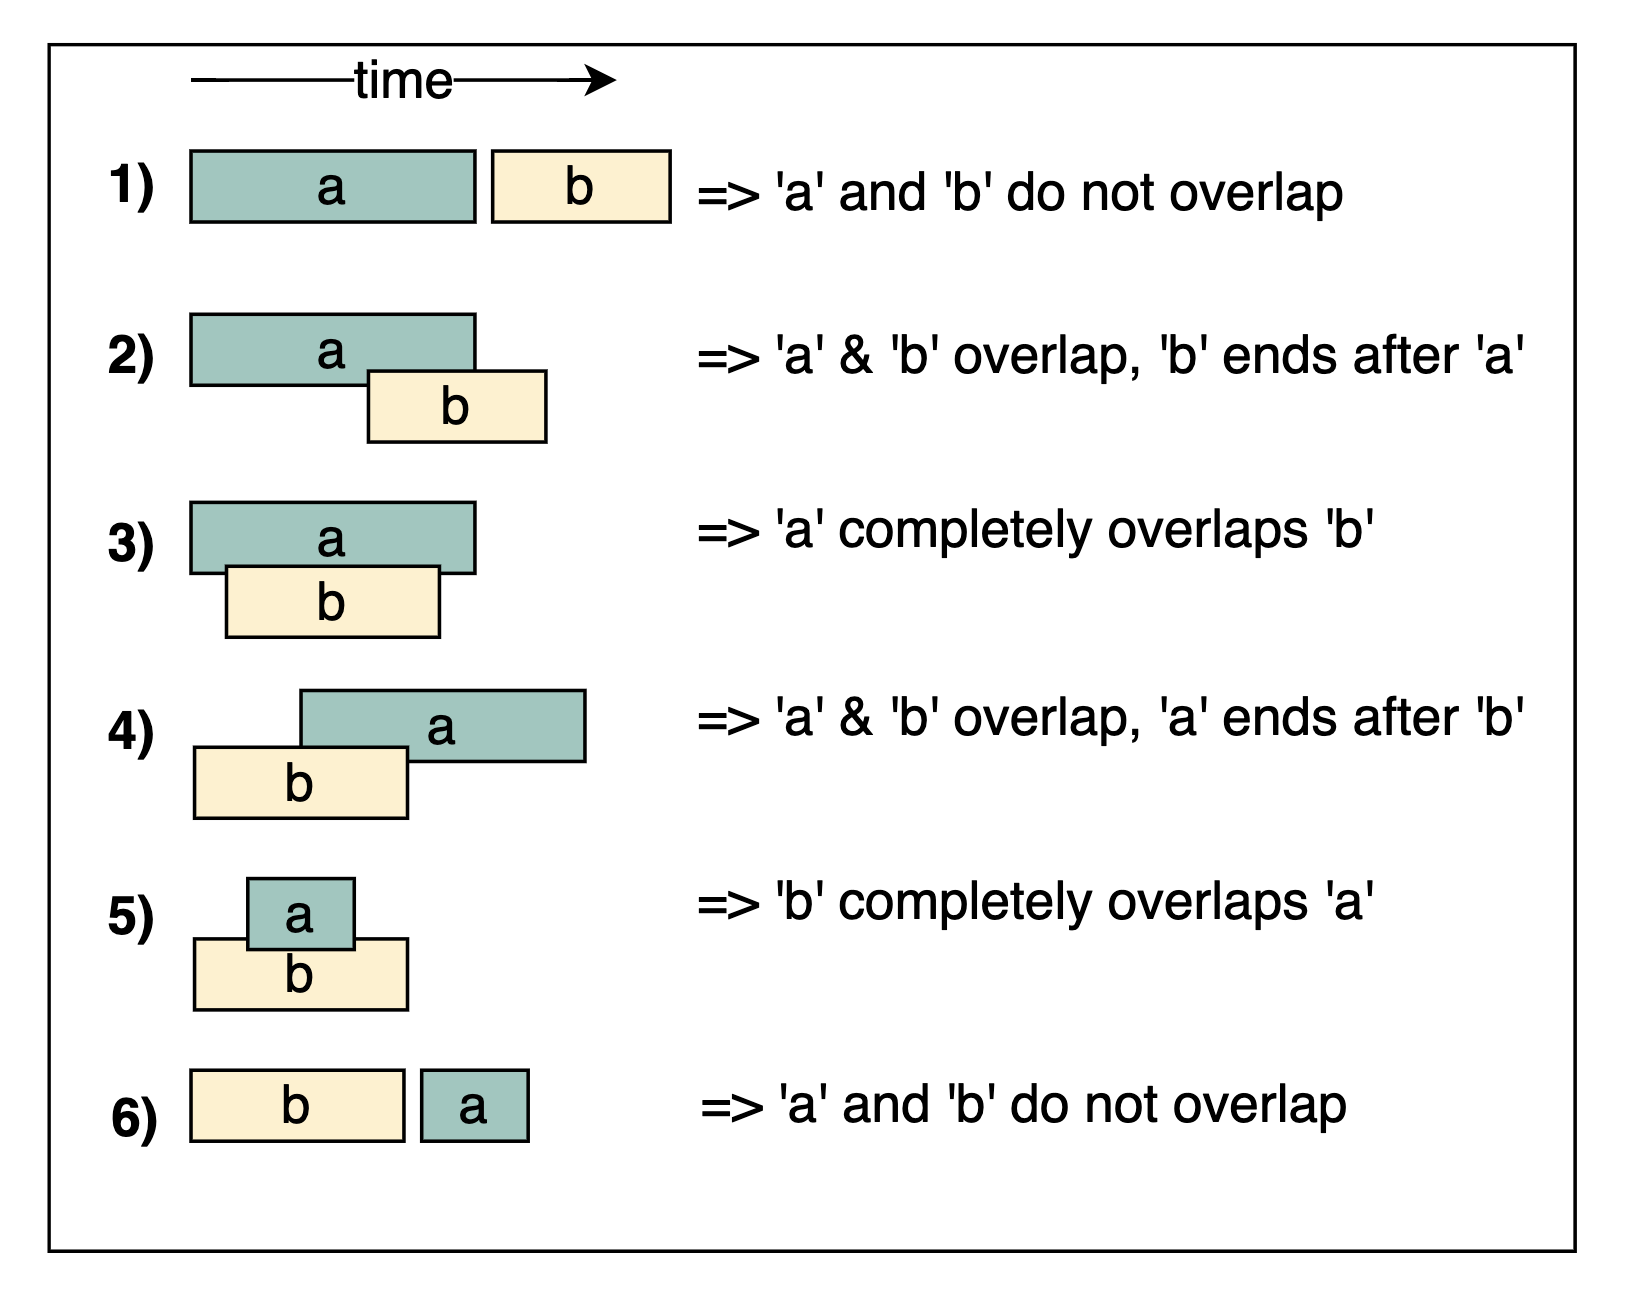 time
1) a b => 'a' and 'b' do not overlap
2) a => 'a' & 'b' overlap, 'b' ends after 'a'
b
3) a => 'a' completely overlaps 'b'
b
4) a => 'a' & 'b' overlap, 'a' ends after 'b'
b
5) a => 'b' completely overlaps 'a'
b
6) b a => 'a' and 'b' do not overlap